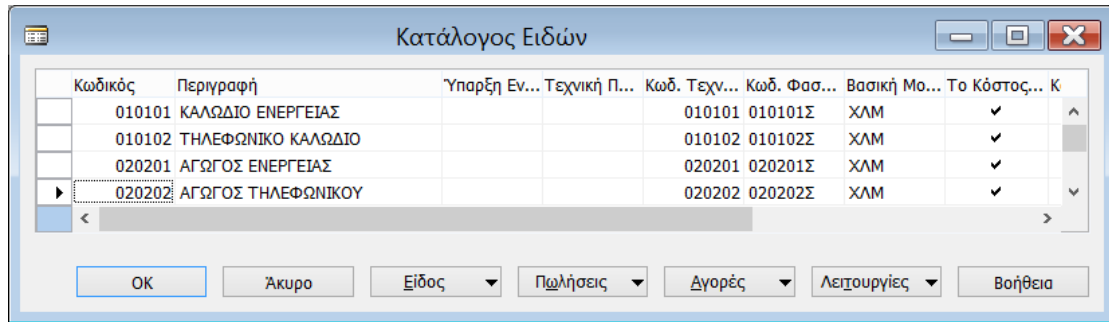 Κατάλογος Ειδών
Κωδικός Περιγραφή Ύπαρξη Εν... Τεχνική Π... Κωδ. Τεχν... Κωδ. Φασ... Βασική Μο... Το Κόστος...
010101 ΚΑΛΩΔΙΟ ΕΝΕΡΓΕΙΑΣ 010101 010101Σ ΧΛΜ ✔
010102 ΤΗΛΕΦΩΝΙΚΟ ΚΑΛΩΔΙΟ 010102 010102Σ ΧΛΜ ✔
020201 ΑΓΩΓΟΣ ΕΝΕΡΓΕΙΑΣ 020201 020201Σ ΧΛΜ ✔
020202 ΑΓΩΓΟΣ ΤΗΛΕΦΩΝΙΚΟΥ 020202 020202Σ ΧΛΜ ✔
OK Άκυρο Είδος Πωλήσεις Αγορές Λειτουργίες Βοήθεια